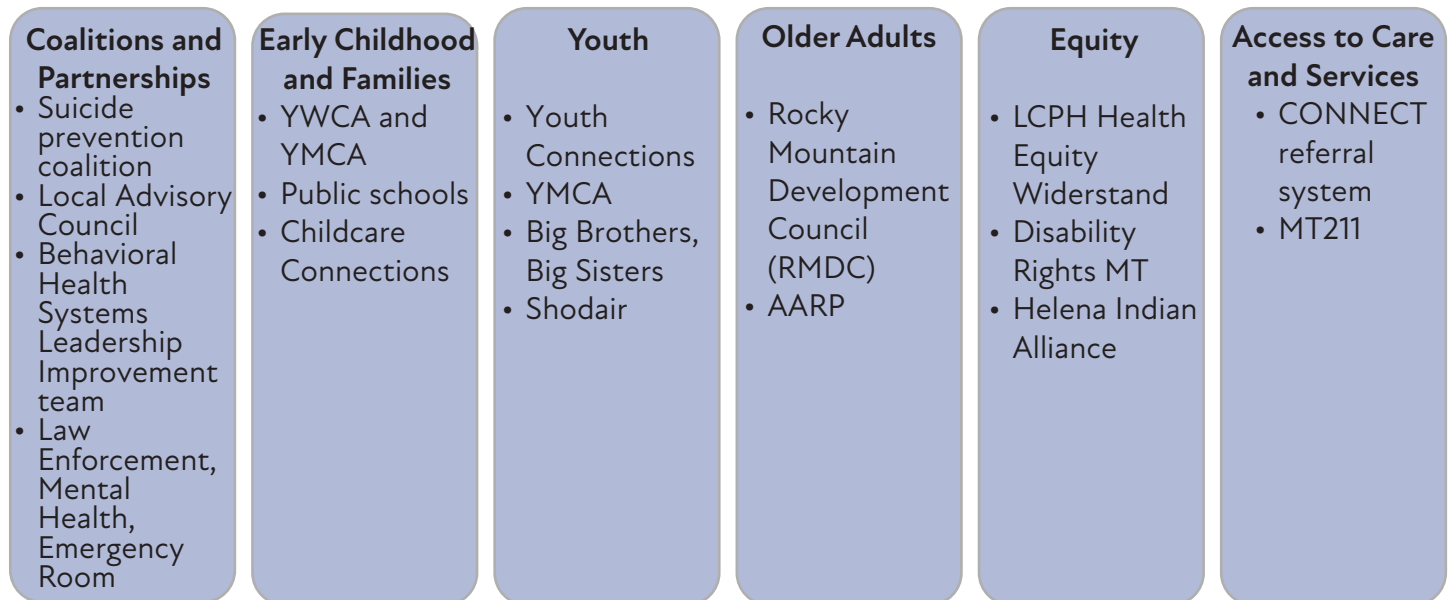 Coalitions and
Partnerships
• Suicide
prevention
coalition
• Local Advisory
Council
• Behavioral
Health
Systems
Leadership
Improvement
team
• Law
Enforcement,
Mental
Health,
Emergency
Room
Early Childhood
and Families
• YWCA and
YMCA
• Public schools
• Childcare
Connections
Youth
• Youth
Connections
• YMCA
• Big Brothers,
Big Sisters
• Shodair
Older Adults
• Rocky
Mountain
Development
Council
(RMDC)
• AARP
Equity
• LCPH Health
Equity
Widerstand
• Disability
Rights MT
• Helena Indian
Alliance
Access to Care
and Services
• CONNECT
referral
system
• MT211